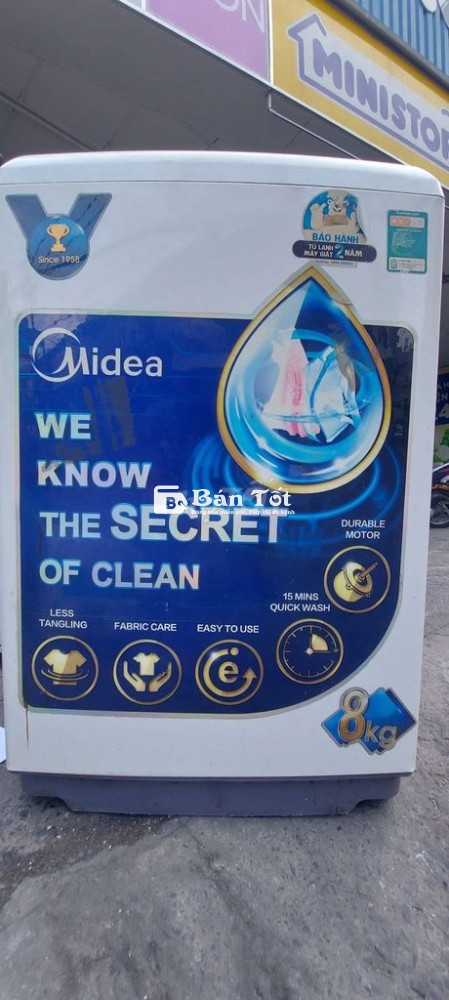 MINISTOP
Since 1958
BẢO HÀNH
TỦ LẠNH
MÁY GIẶT 2 NĂM
Midea
WE
KNOW
THE SECRET
OF CLEAN
Bán Tốt
DURABLE
MOTOR
15 MINS
QUICK WASH
LESS
TANGLING
FABRIC CARE
EASY TO USE
8kg